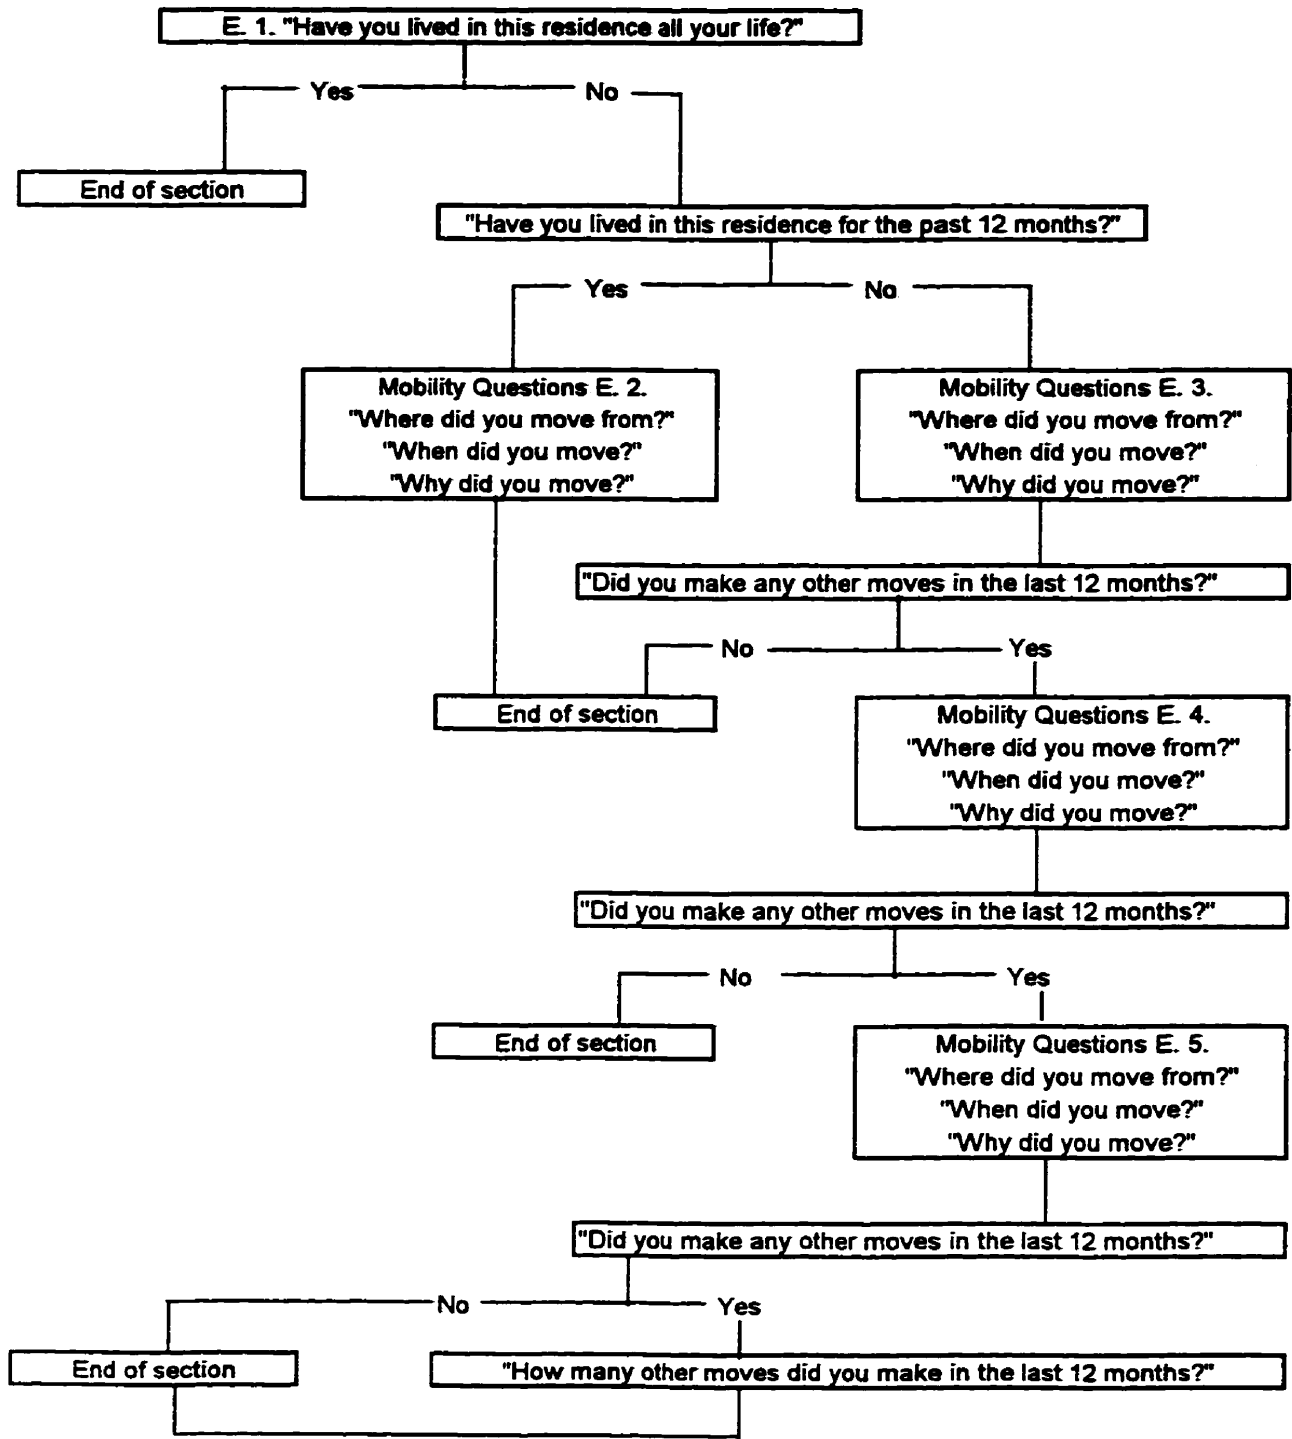 E. 1. "Have you lived in this residence all your life?"
Yes
No
End of section
"Have you lived in this residence for the past 12 months?"
Yes
No
Mobility Questions E. 2.
"Where did you move from?"
"When did you move?"
"Why did you move?"
Mobility Questions E. 3.
"Where did you move from?"
"When did you move?"
"Why did you move?"
"Did you make any other moves in the last 12 months?"
No
Yes
End of section
Mobility Questions E. 4.
"Where did you move from?"
"When did you move?"
"Why did you move?"
"Did you make any other moves in the last 12 months?"
No
Yes
End of section
Mobility Questions E. 5.
"Where did you move from?"
"When did you move?"
"Why did you move?"
"Did you make any other moves in the last 12 months?"
No
Yes
End of section
"How many other moves did you make in the last 12 months?"